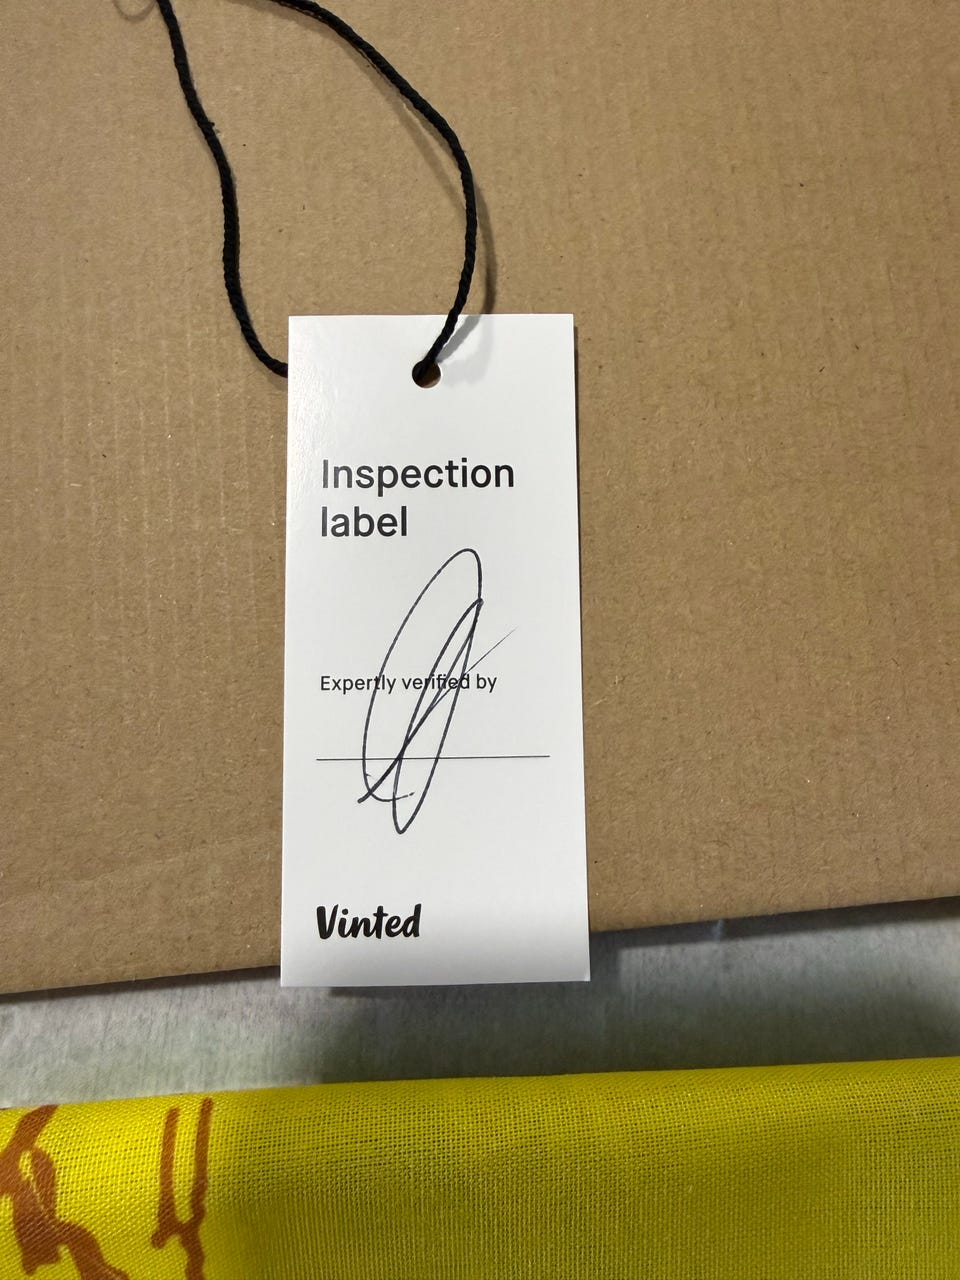 Inspection
label
Expertly verified by
Vinted